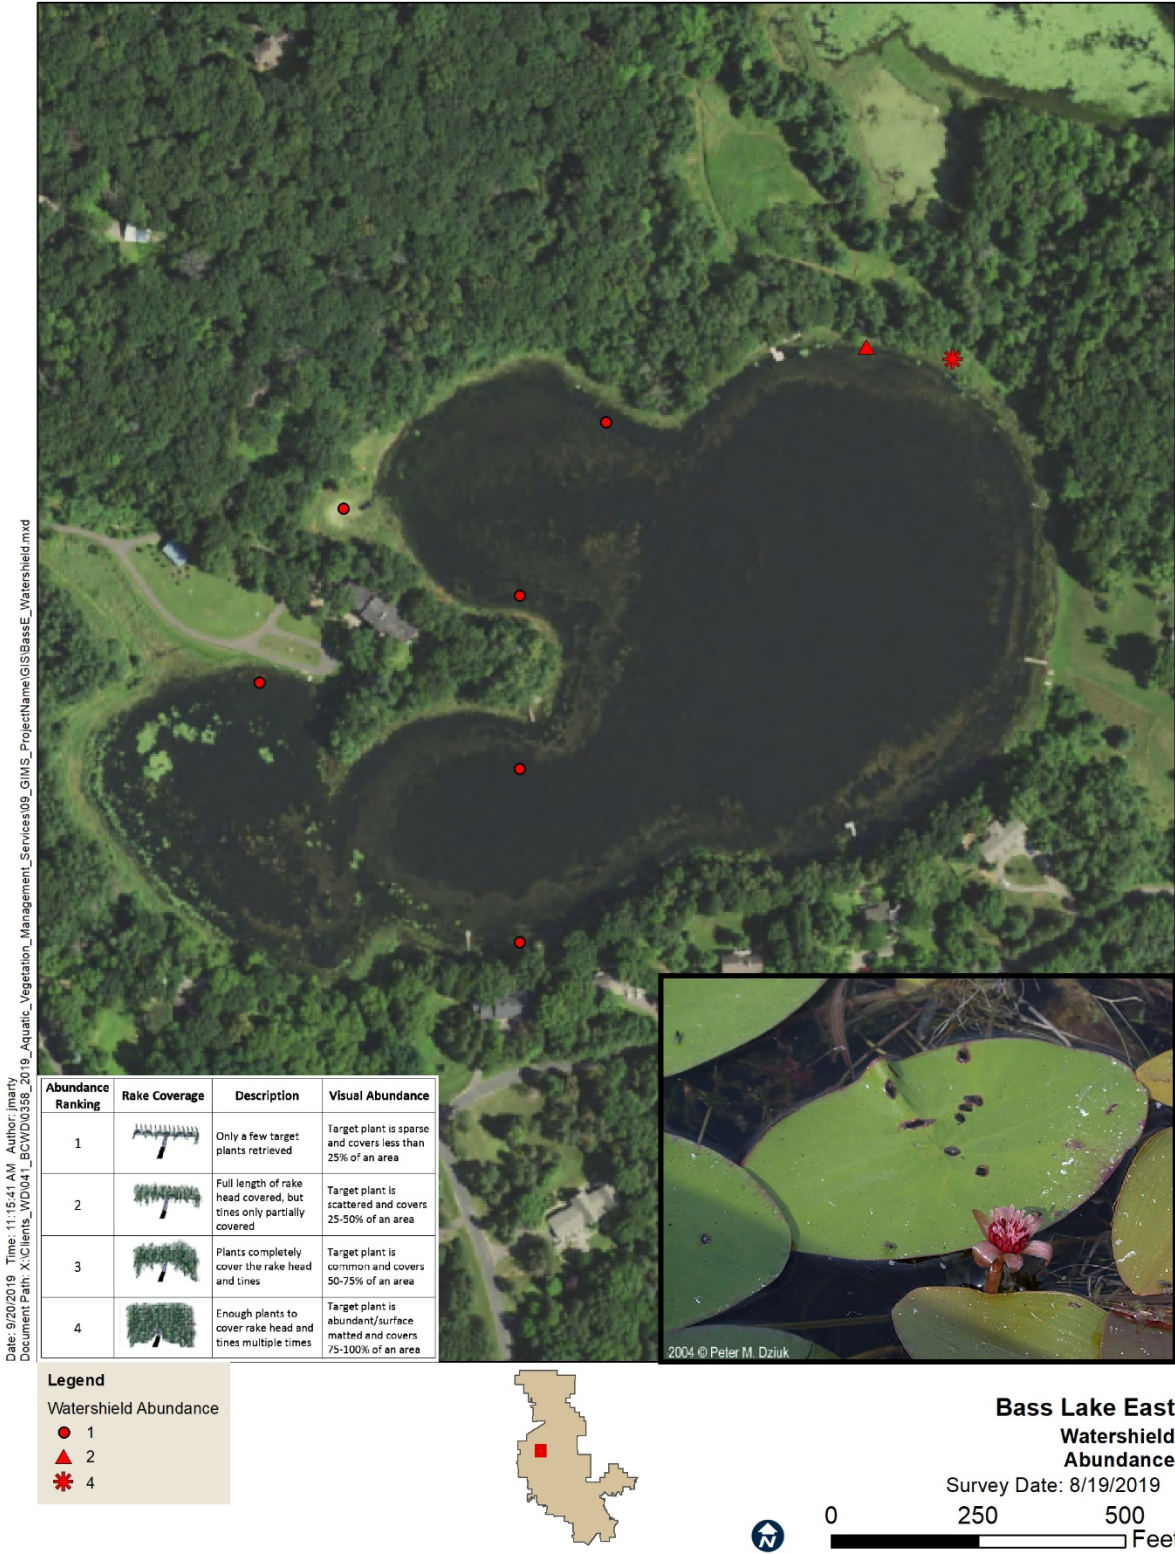 Date: 9/20/2019 Time: 11:15:41 AM Author: jmarty
Document Path: X:\Clients_WD\041_BCWD\0358_2019_Aquatic_Vegetation_Management_Services\09_GIMS_ProjectName\GIS\BassE_Watershield.mxd
Abundance Ranking
Rake Coverage
Description
Visual Abundance
1
Only a few target
plants retrieved
Target plant is sparse
and covers less than
25% of an area
2
Full length of rake
head covered, but
tines only partially
covered
Target plant is
scattered and covers
25-50% of an area
3
Plants completely
cover the rake head
and tines
Target plant is
common and covers
50-75% of an area
4
Enough plants to
cover rake head and
tines multiple times
Target plant is
abundant/surface
matted and covers
75-100% of an area
2004 © Peter M. Dziuk
Legend
Watershield Abundance
1
2
4
N
Bass Lake East
Watershield
Abundance
Survey Date: 8/19/2019
0 250 500
Feet